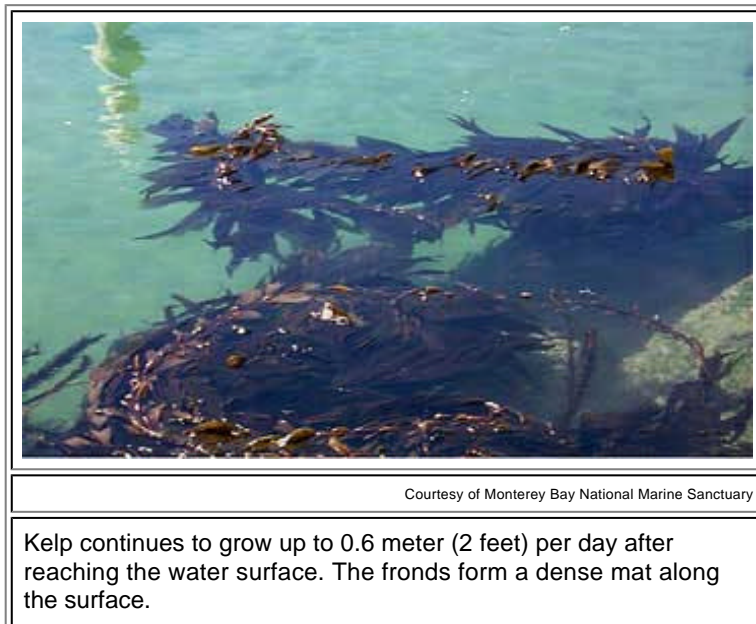 Courtesy of Monterey Bay National Marine Sanctuary
Kelp continues to grow up to 0.6 meter (2 feet) per day after
reaching the water surface. The fronds form a dense mat along
the surface.